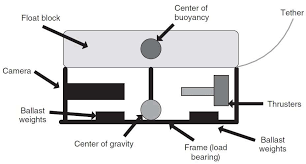 Float block
Center of
buoyancy
Tether
Camera
Thrusters
Ballast
weights
Center of gravity
Frame (load
bearing)
Ballast
weights